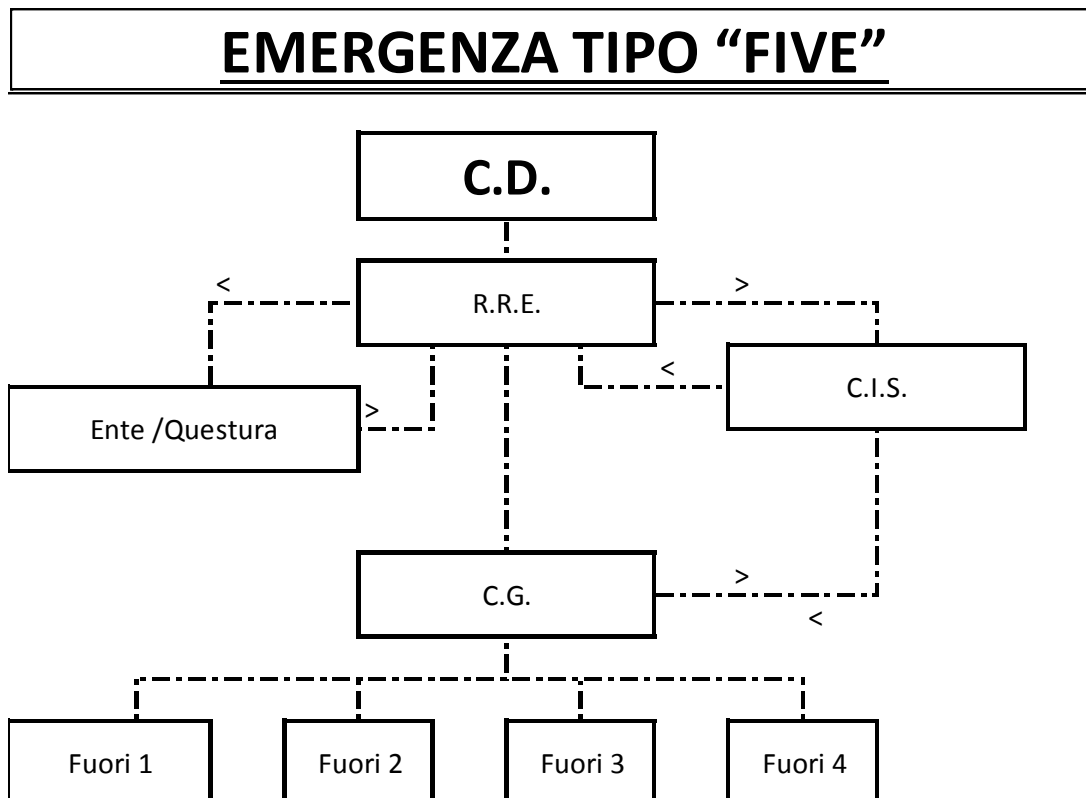 EMERGENZA TIPO “FIVE”
C.D.
<
>
R.R.E.
<
C.I.S.
>
Ente /Questura
>
C.G.
<
Fuori 1
Fuori 2
Fuori 3
Fuori 4